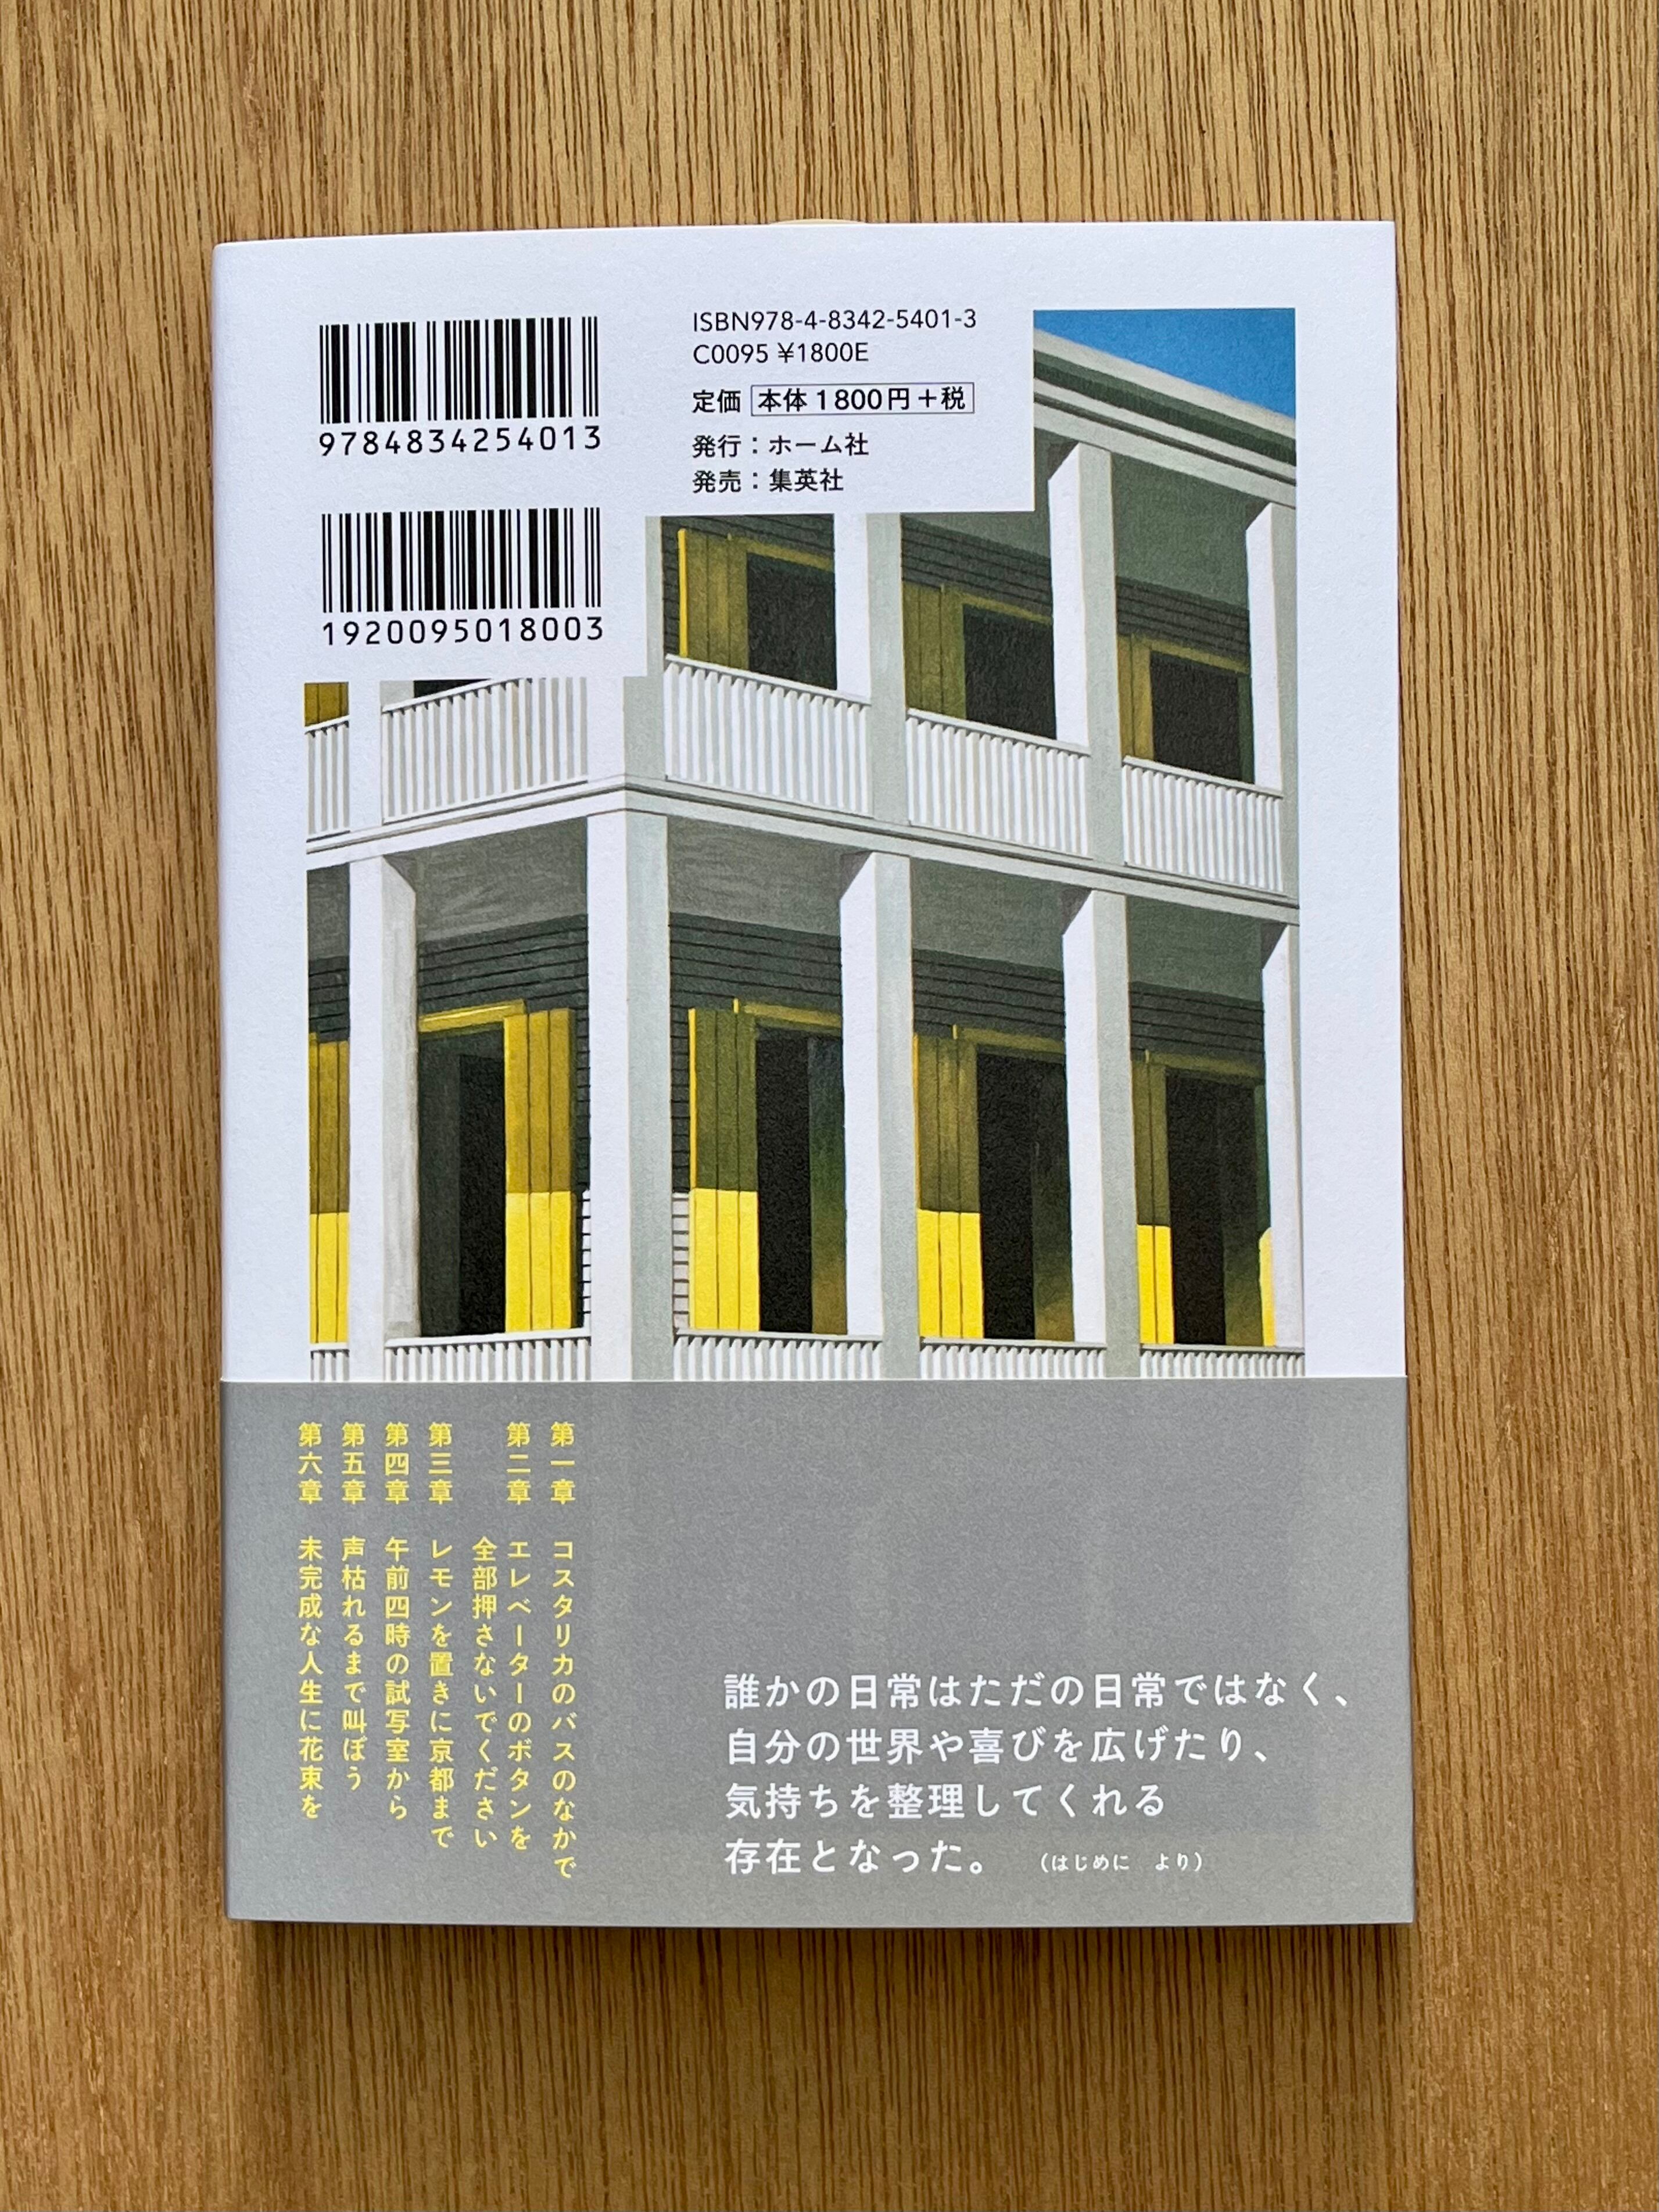 9784834254013
1920095018003
ISBN978-4-8342-5401-3
C0095 ¥1800E
定価 本体1800円+税
発行：ホーム社
発売：集英社
第一章　コスタリカのバスのなかで
第二章　エレベーターのボタンを
全部押さないでください
第三章　レモンを置きに京都まで
第四章　午前四時の試写室から
第五章　声枯れるまで叫ぼう
第六章　未完成な人生に花束を
誰かの日常はただの日常ではなく、
自分の世界や喜びを広げたり、
気持ちを整理してくれる
存在となった。　（はじめに　より）